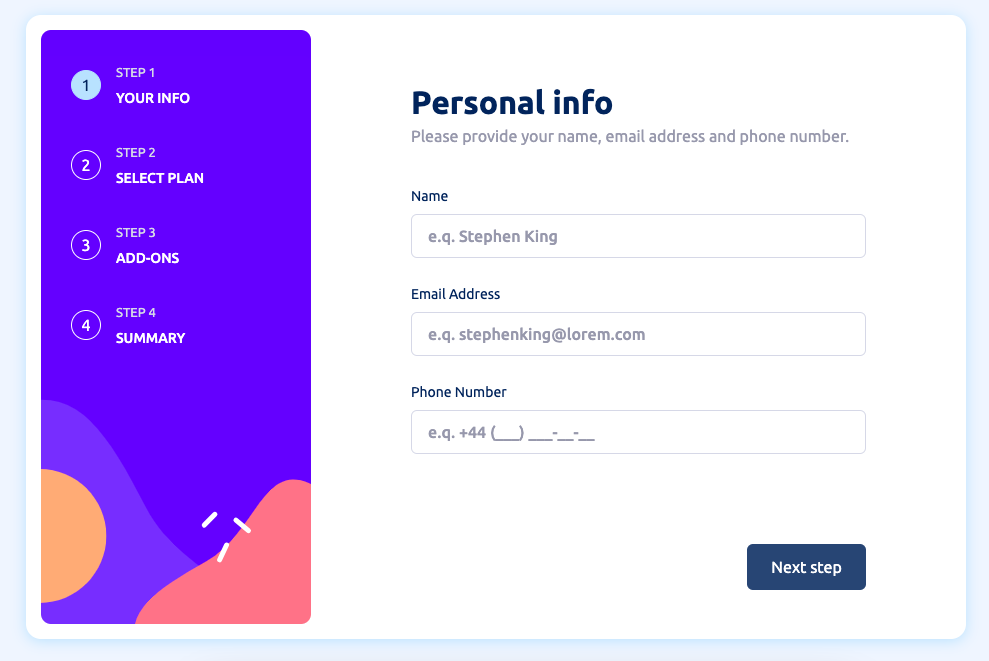 1
STEP 1
YOUR INFO
2
STEP 2
SELECT PLAN
3
STEP 3
ADD-ONS
4
STEP 4
SUMMARY
Personal info
Please provide your name, email address and phone number.
Name
e.q. Stephen King
Email Address
e.q. stephenking@lorem.com
Phone Number
e.q. +44 (___) ___-__-__
Next step